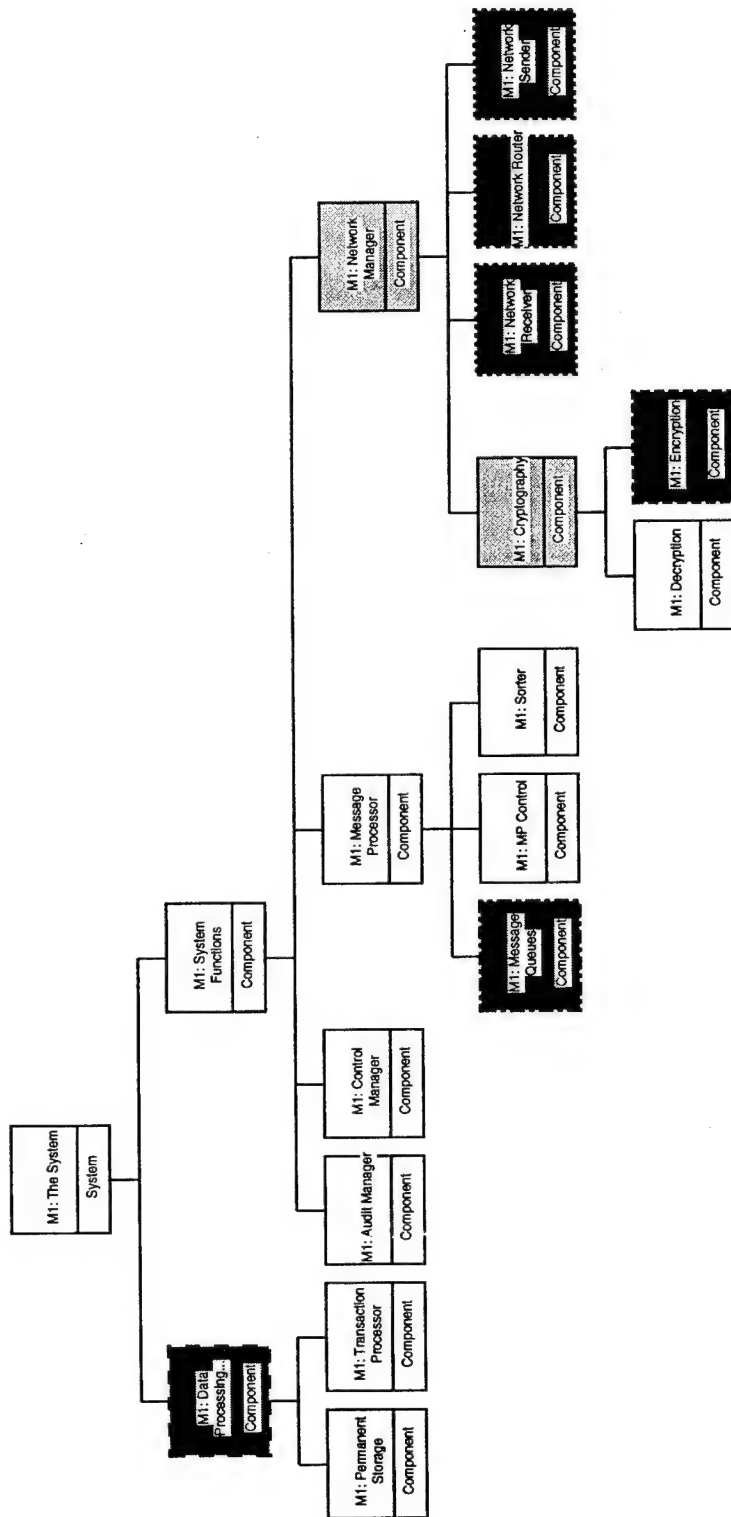 M1: The System
System
M1: Data
Processing...
Component
M1: System
Functions
Component
M1: Permanent
Storage
Component
M1: Transaction
Processor
Component
M1: Audit Manager
Component
M1: Control
Manager
Component
M1: Message
Processor
Component
M1: Network
Manager
Component
M1: Message
Queues
Component
M1: MP Control
Component
M1: Sorter
Component
M1: Cryptography
Component
M1: Network
Receiver
Component
M1: Network Router
Component
M1: Network
Sender
Component
M1: Decryption
Component
M1: Encryption
Component